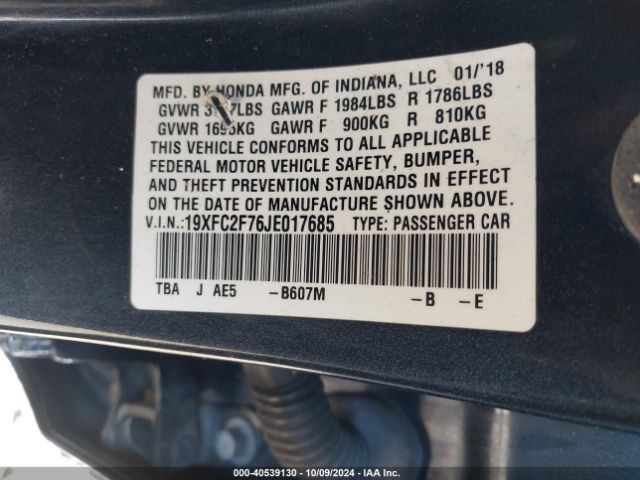 MFD. BY HONDA MFG. OF INDIANA, LLC 01/'18
GVWR GAWR F 1984LBS R 1786LBS
GVWR GAWR F 900KG R 810KG
THIS VEHICLE CONFORMS TO ALL APPLICABLE
FEDERAL MOTOR VEHICLE SAFETY, BUMPER,
AND THEFT PREVENTION STANDARDS IN EFFECT
ON THE DATE OF MANUFACTURE SHOWN ABOVE.
V.I.N.:19XFC2F76JE017685 TYPE: PASSENGER CAR
TBA J AE5 -B607M -B -E
000-40539130 - 10/09/2024 - IAA Inc.